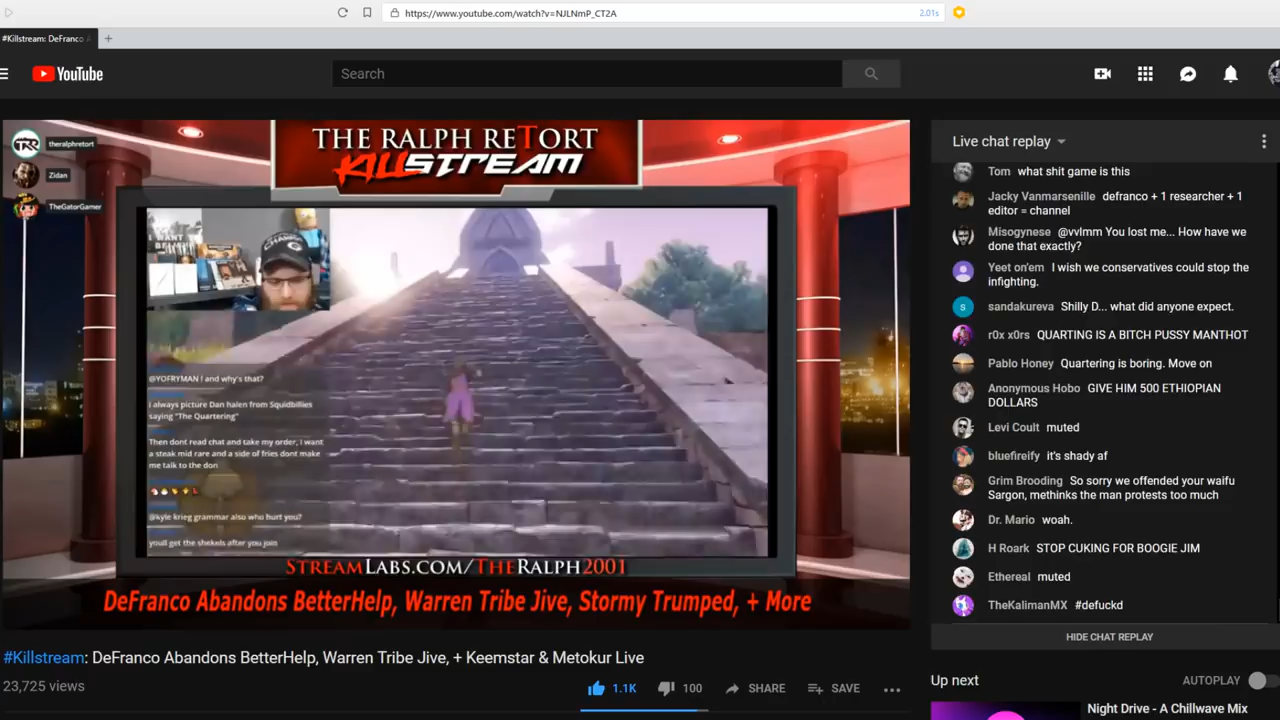 https://www.youtube.com/watch?v=NJLNmP_CT2A
2.01s
#Killstream: DeFranco
YouTube
Search
THE RALPH RETORT
KILLSTREAM
TRR
theralphretort
Zidan
TheGatorGamer
@YOFRYMAN ! and why's that?
i always picture Dan halen from Squidbillies
saying "The Quartering"
Then dont read chat and take my order, I want
a steak mid rare and a side of fries dont make
me talk to the don
@kyle krieg grammar also who hurt you?
youll get the shekels after you join
STREAMLABS.COM/THERALPH2001
DeFranco Abandons BetterHelp, Warren Tribe Jive, Stormy Trumped, + More
#Killstream: DeFranco Abandons BetterHelp, Warren Tribe Jive, + Keemstar & Metokur Live
23,725 views
1.1K
100
SHARE
SAVE
Live chat replay
Tom what shit game is this
Jacky Vanmarsenille defranco + 1 researcher + 1
editor = channel
Misogynese @vvlmm You lost me... How have we
done that exactly?
Yeet on'em I wish we conservatives could stop the
infighting.
s
sandakureva Shilly D... what did anyone expect.
r0x x0rs QUARTING IS A BITCH PUSSY MANTHOT
Pablo Honey Quartering is boring. Move on
Anonymous Hobo GIVE HIM 500 ETHIOPIAN
DOLLARS
Levi Coult muted
bluefireify it's shady af
Grim Brooding So sorry we offended your waifu
Sargon, methinks the man protests too much
Dr. Mario woah.
H Roark STOP CUKING FOR BOOGIE JIM
Ethereal muted
TheKalimanMX #defuckd
HIDE CHAT REPLAY
Up next
AUTOPLAY
Night Drive - A Chillwave Mix